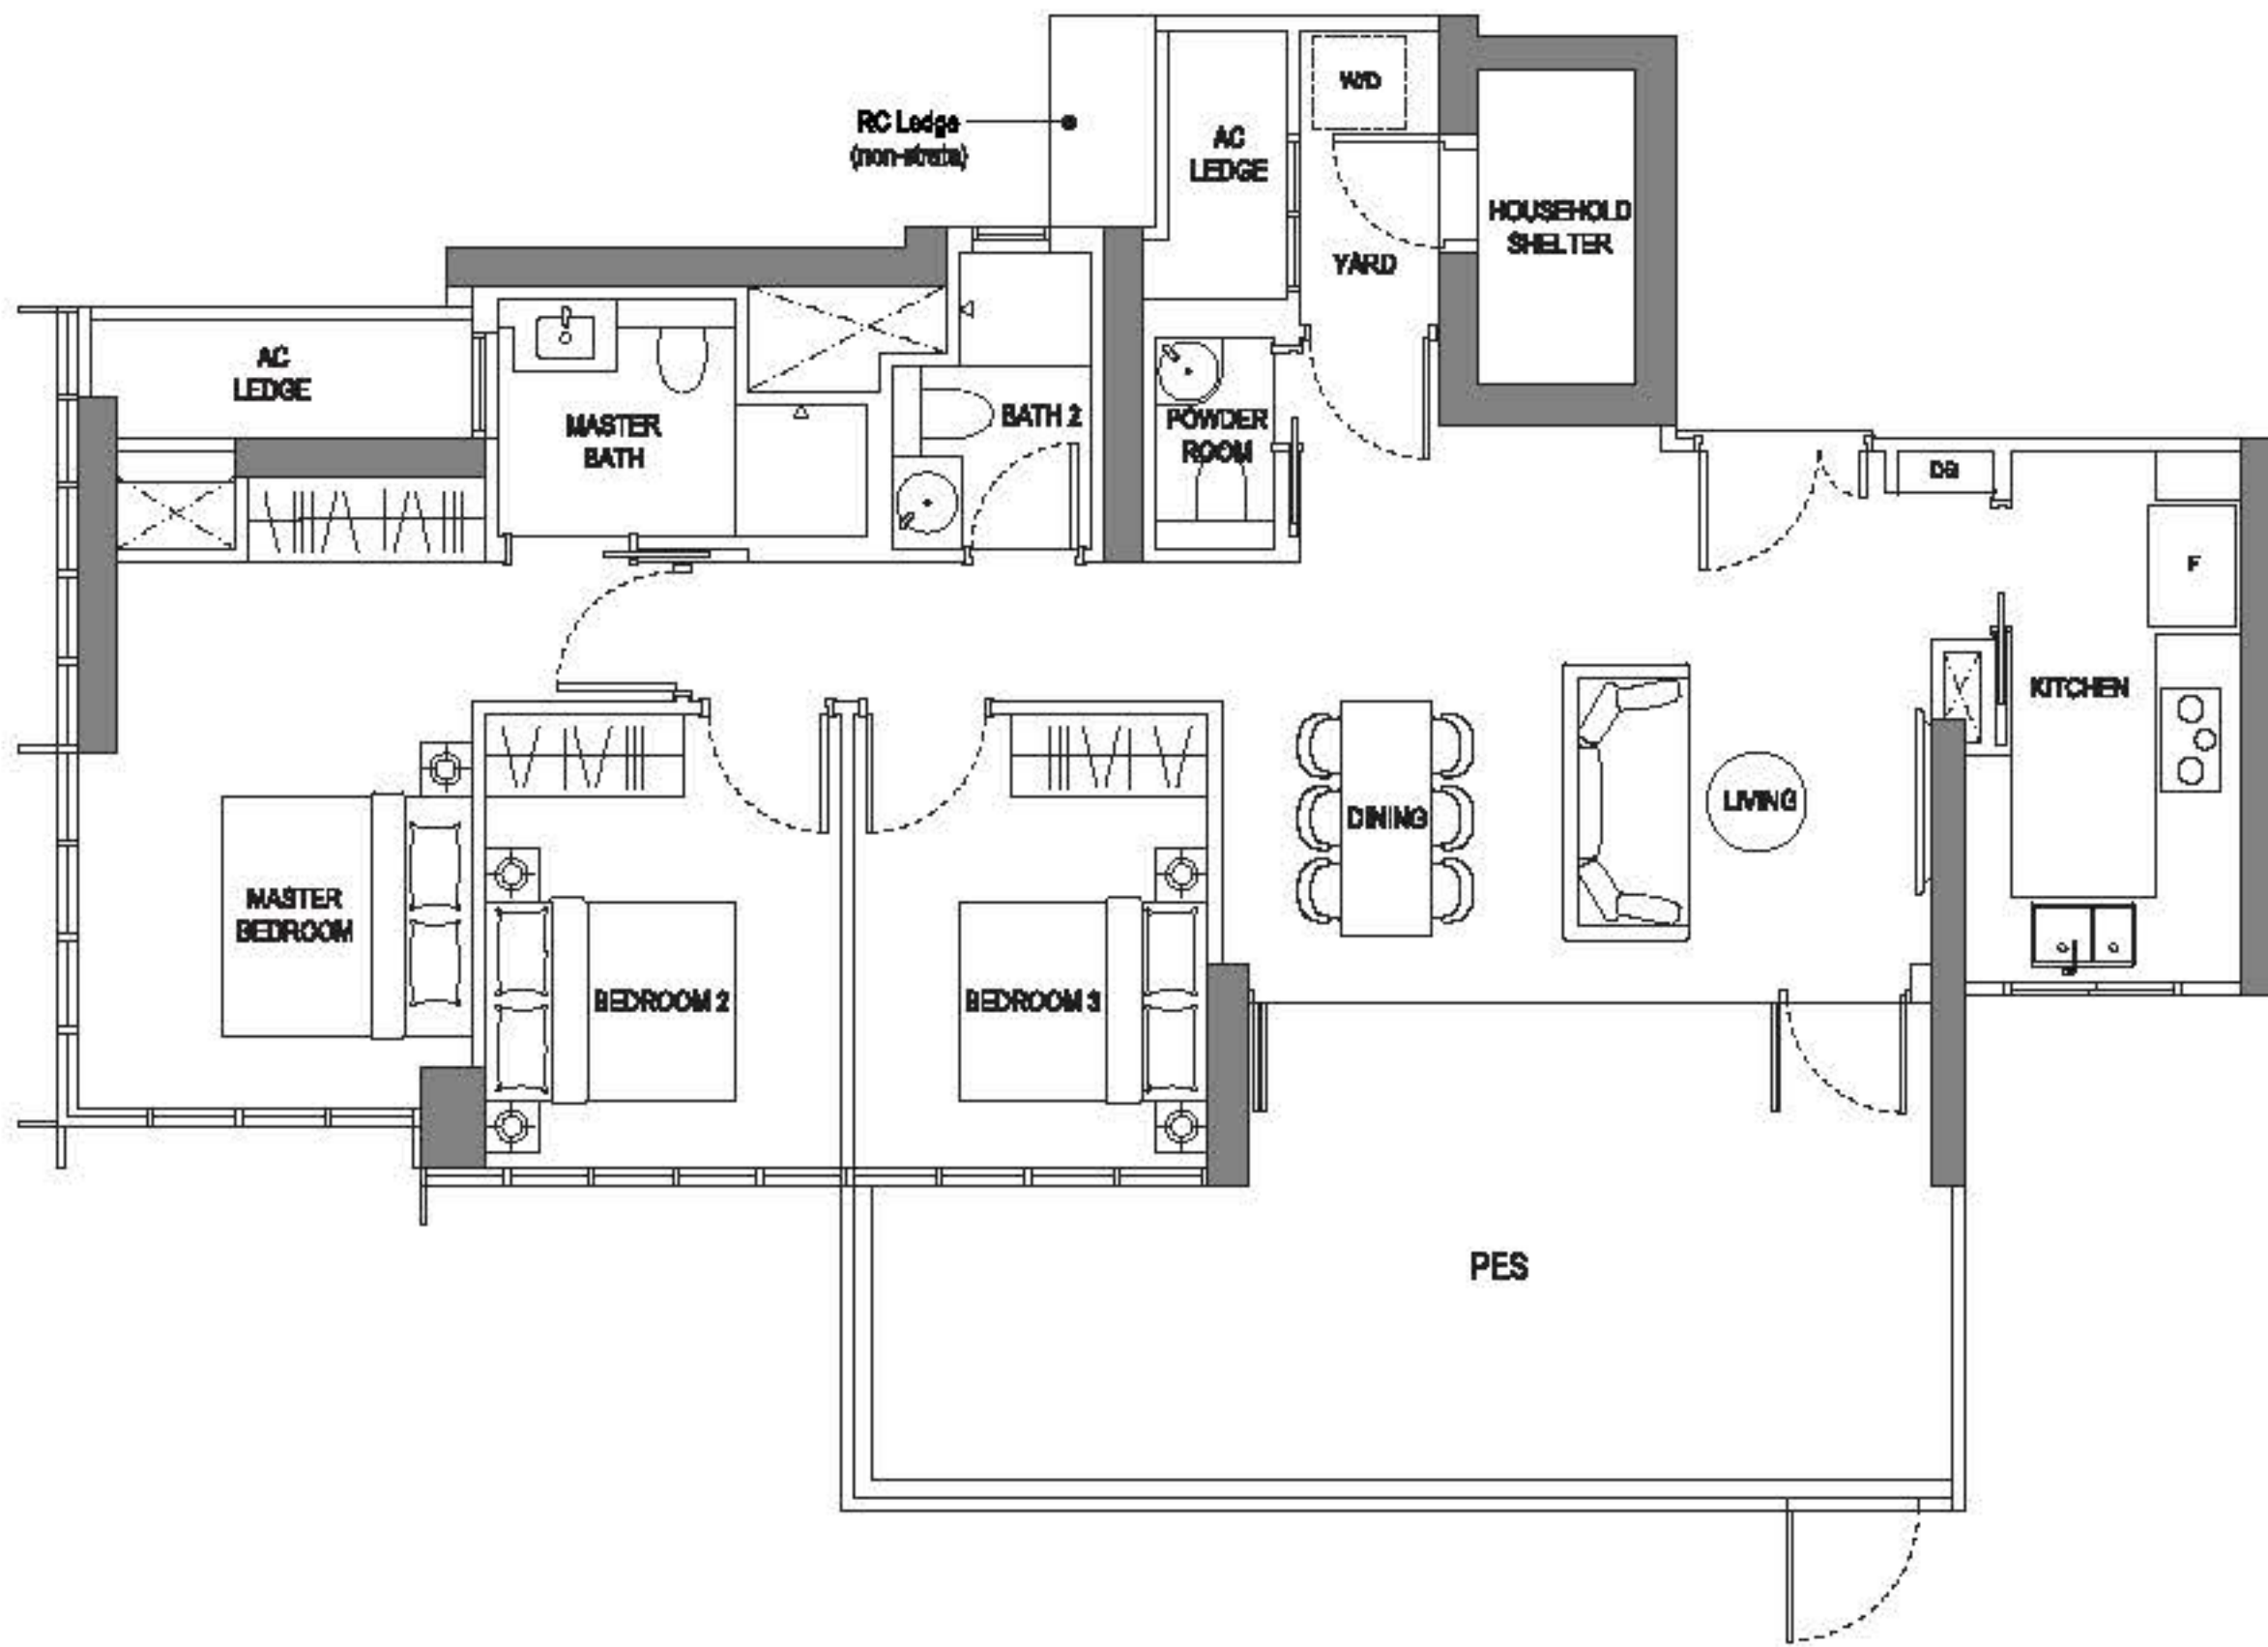 W/D
RC Ledge
(non-strata)
AC
LEDGE
HOUSEHOLD
SHELTER
YARD
AC
LEDGE
MASTER
BATH
BATH 2
POWDER
ROOM
DB
F
KITCHEN
LIVING
DINING
MASTER
BEDROOM
BEDROOM 2
BEDROOM 3
PES